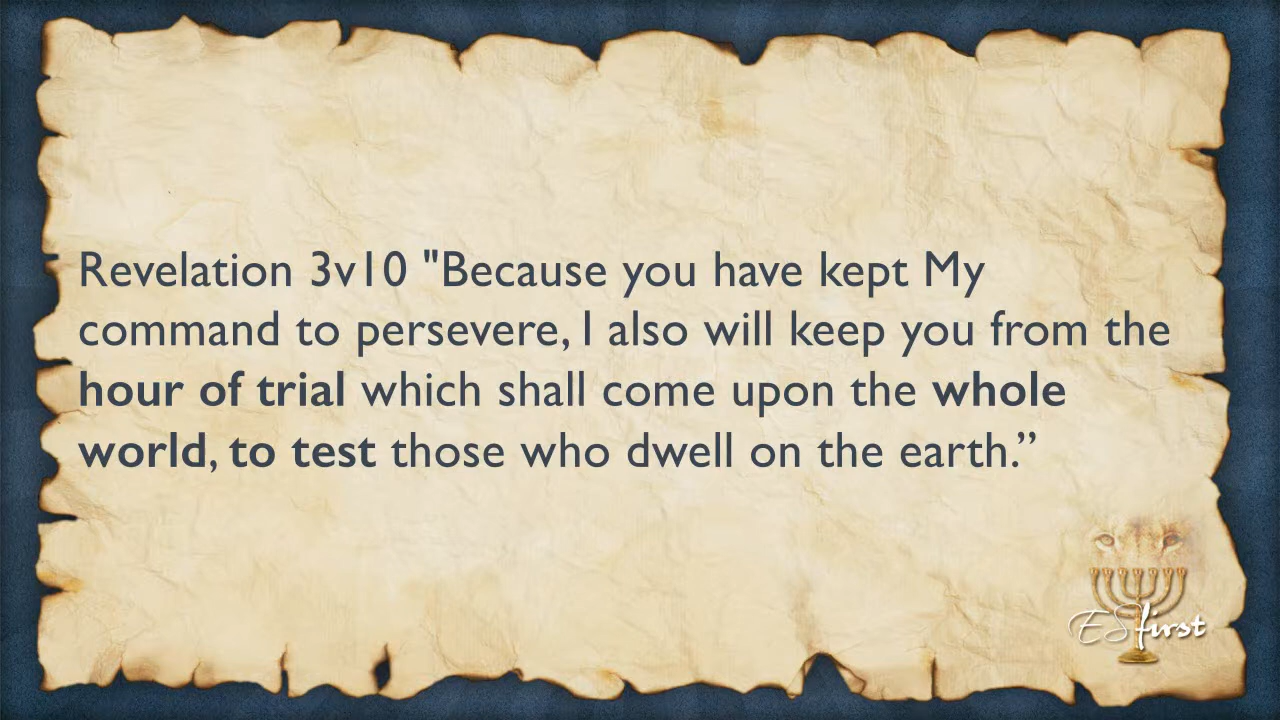 Revelation 3v10 "Because you have kept My
command to persevere, I also will keep you from the
hour of trial which shall come upon the whole
world, to test those who dwell on the earth.”
ESfirst